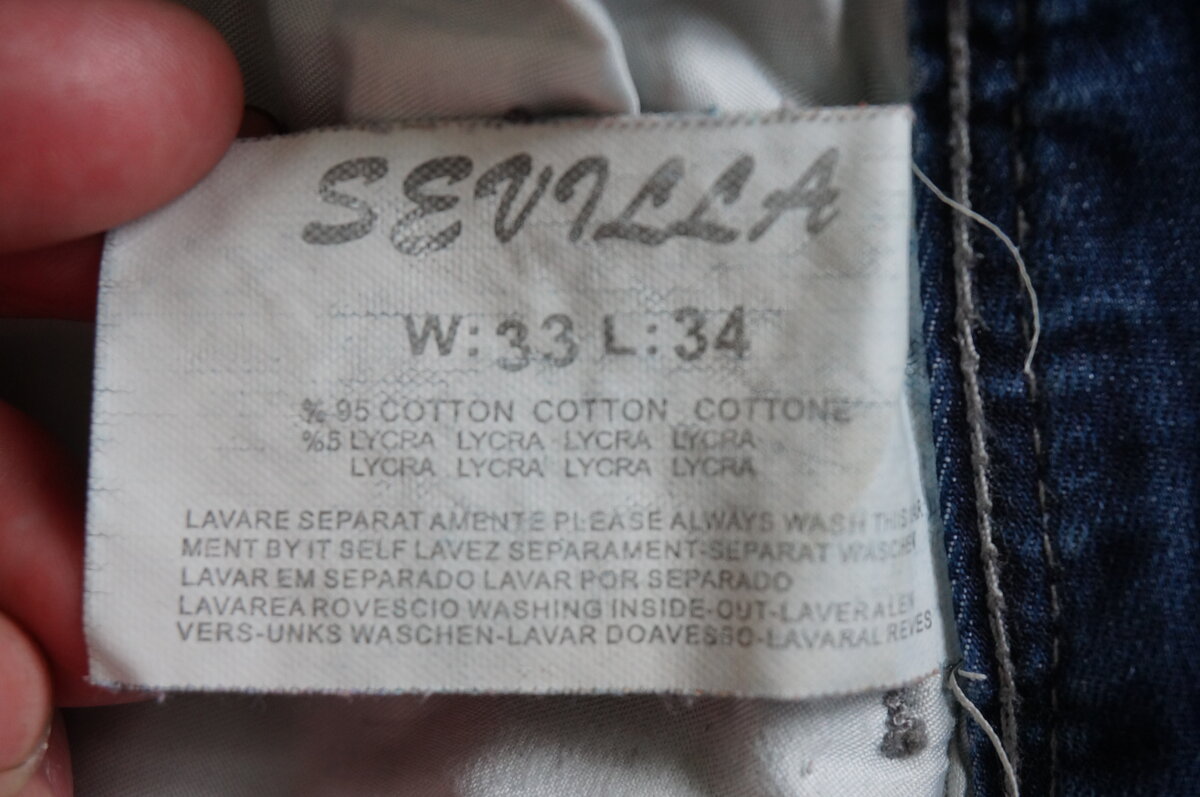 SEVILLA
W: 33 L: 34
% 95 COTTON COTTON COTTONE
%5 LYCRA LYCRA LYCRA LYCRA
LYCRA LYCRA LYCRA LYCRA
LAVARE SEPARAT AMENTE PLEASE ALWAYS WASH THIS
MENT BY IT SELF LAVEZ SEPARAMENT-SEPARAT WASCHEN
LAVAR EM SEPARADO LAVAR POR SEPARADO
LAVAREA ROVESCIO WASHING INSIDE-OUT-LAVERALEN
VERS-UNKS WASCHEN-LAVAR DOAVESSO-LAVARAL REVES